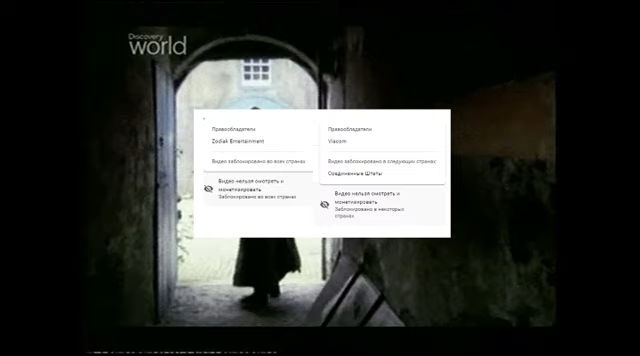 Discovery
world
Правообладатели
Zodiak Entertainment
Видео заблокировано во всех странах
Видео нельзя смотреть и
монетизировать
Заблокировано во всех странах
Правообладатели
Viacom
Видео заблокировано в следующих странах:
Соединенные Штаты
Видео нельзя смотреть и
монетизировать
Заблокировано в некоторых
странах